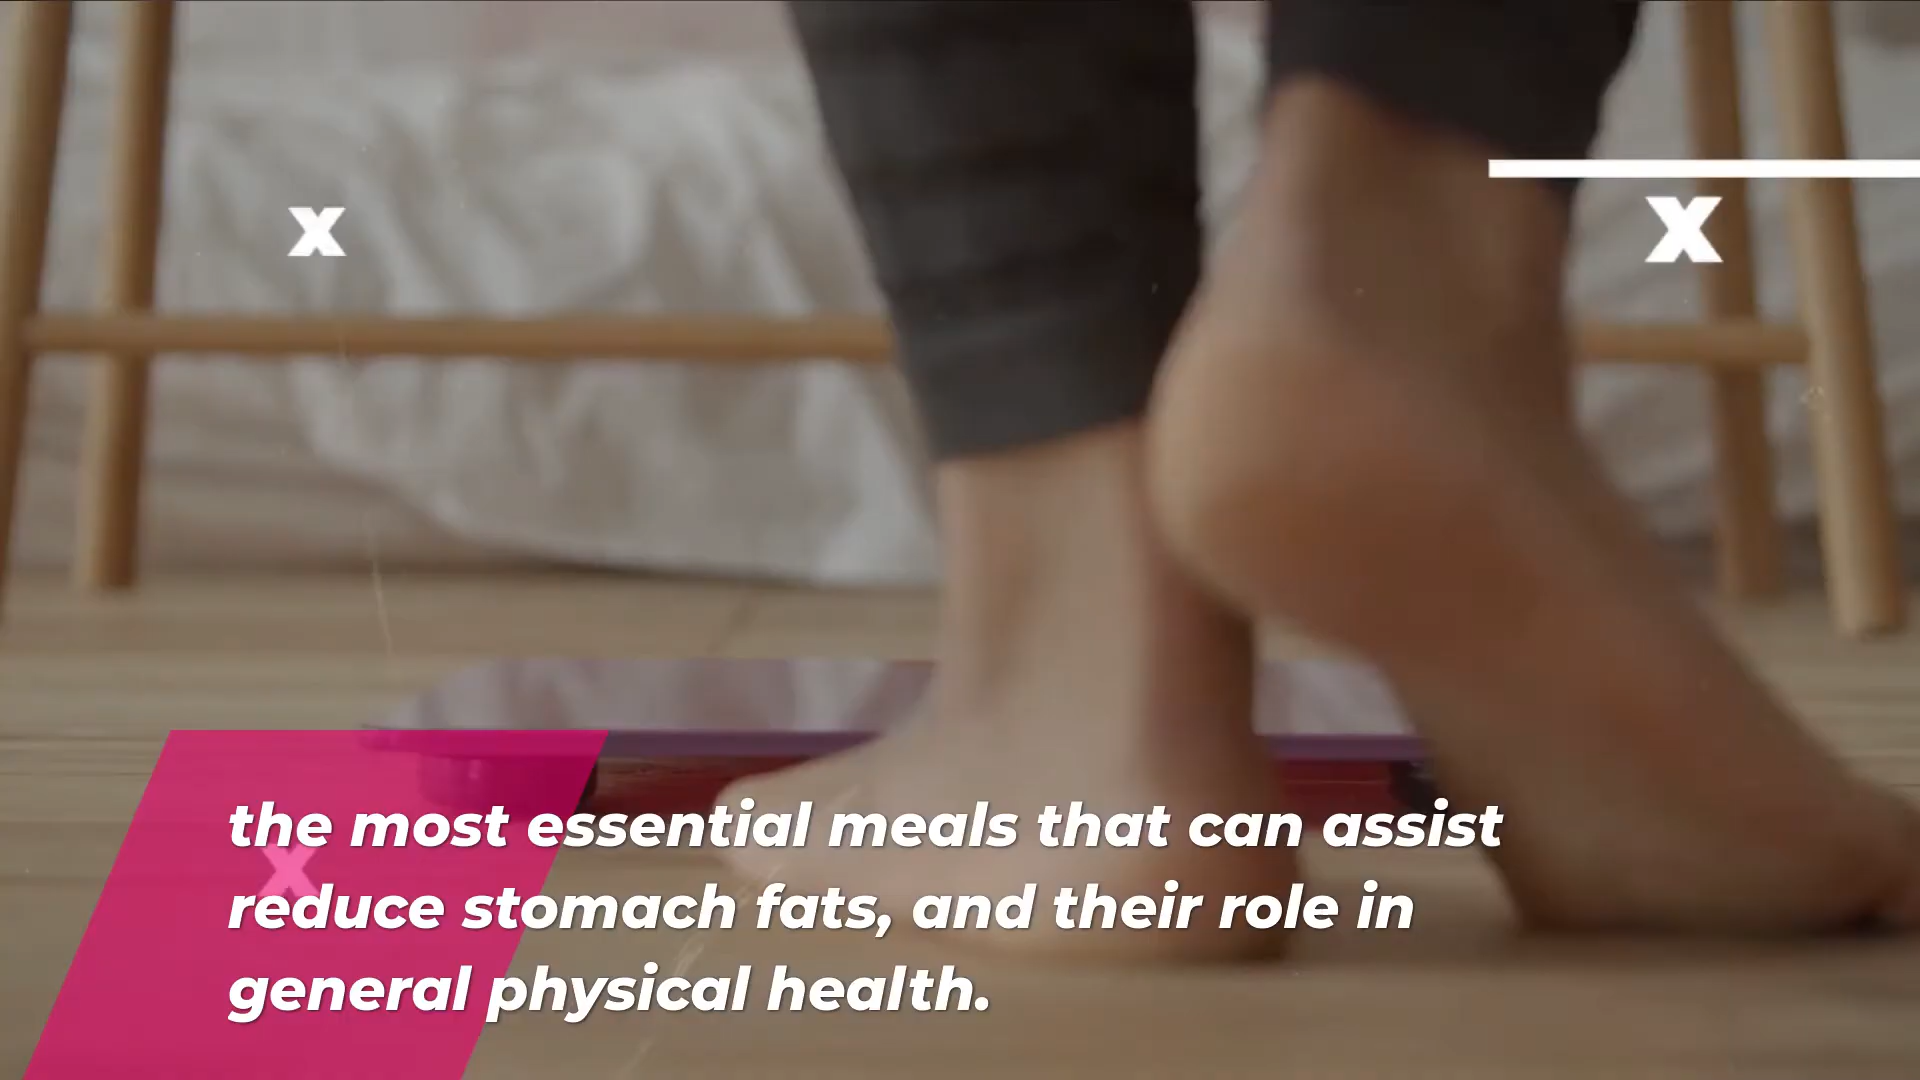 the most essential meals that can assist
reduce stomach fats, and their role in
general physical health.